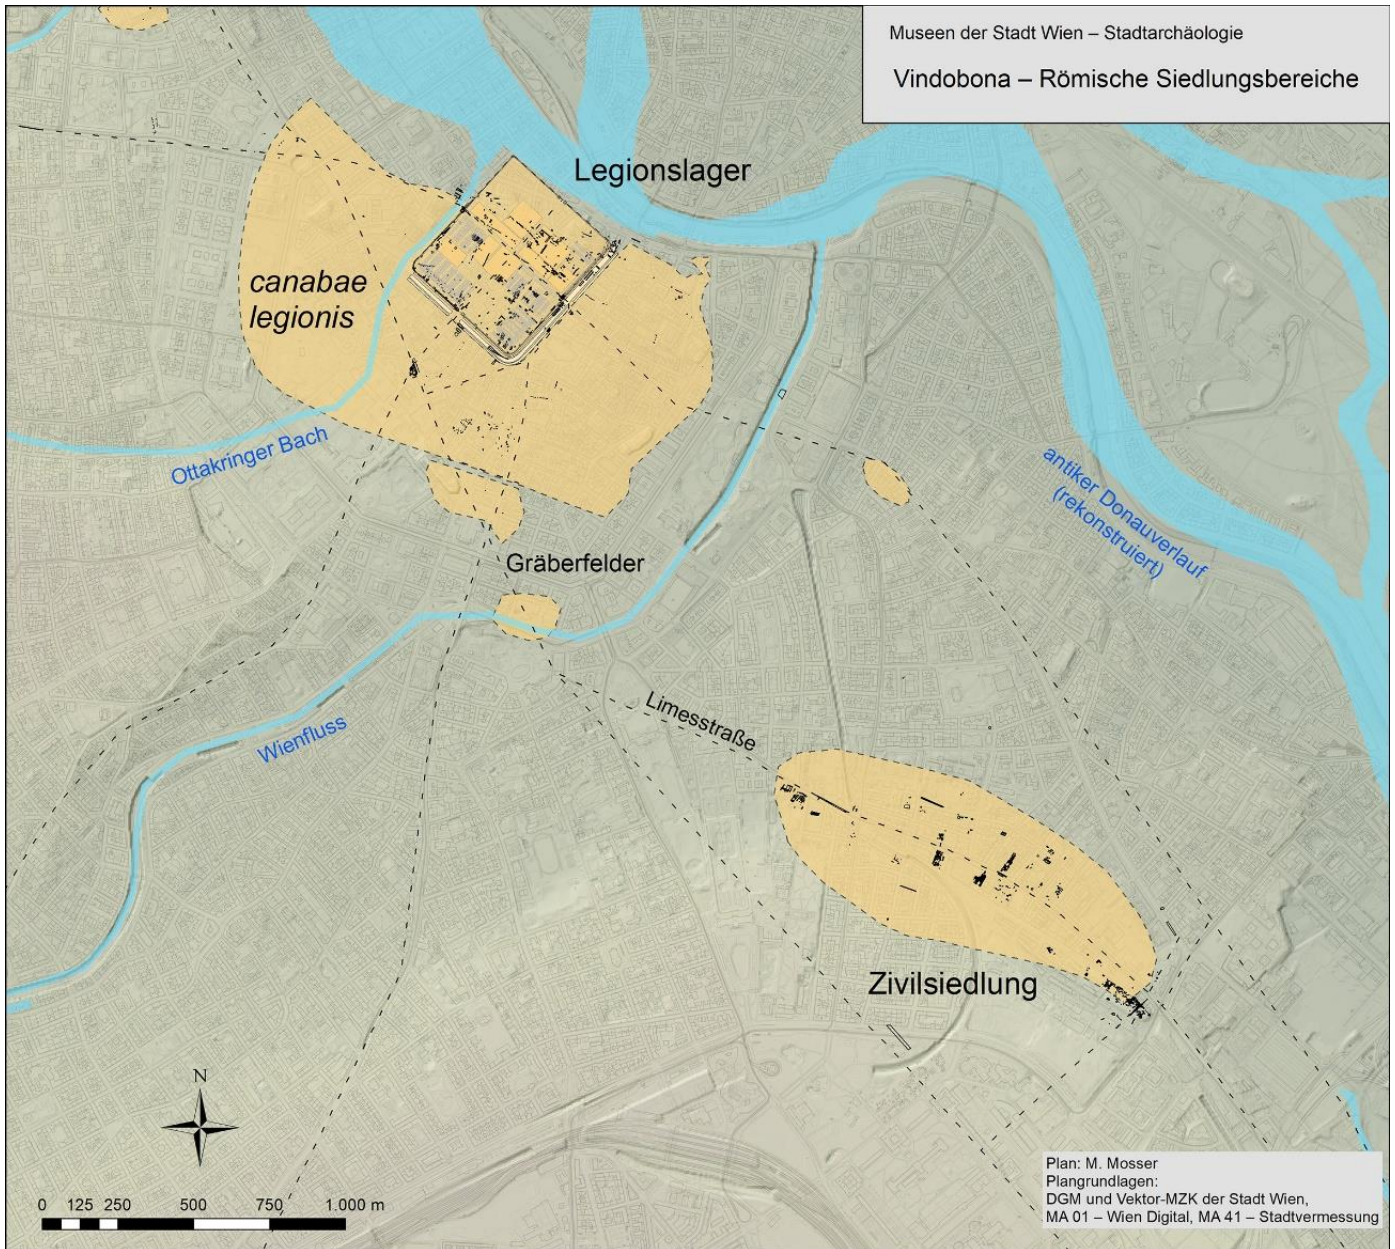 Museen der Stadt Wien – Stadtarchäologie
Vindobona – Römische Siedlungsbereiche
Legionslager
canabae
legionis
Ottakringer Bach
antiker Donauverlauf
(rekonstruiert)
Gräberfelder
Limesstraße
Wienfluss
Zivilsiedlung
N
0 125 250 500 750 1.000 m
Plan: M. Mosser
Plangrundlagen:
DGM und Vektor-MZK der Stadt Wien,
MA 01 – Wien Digital, MA 41 – Stadtvermessung